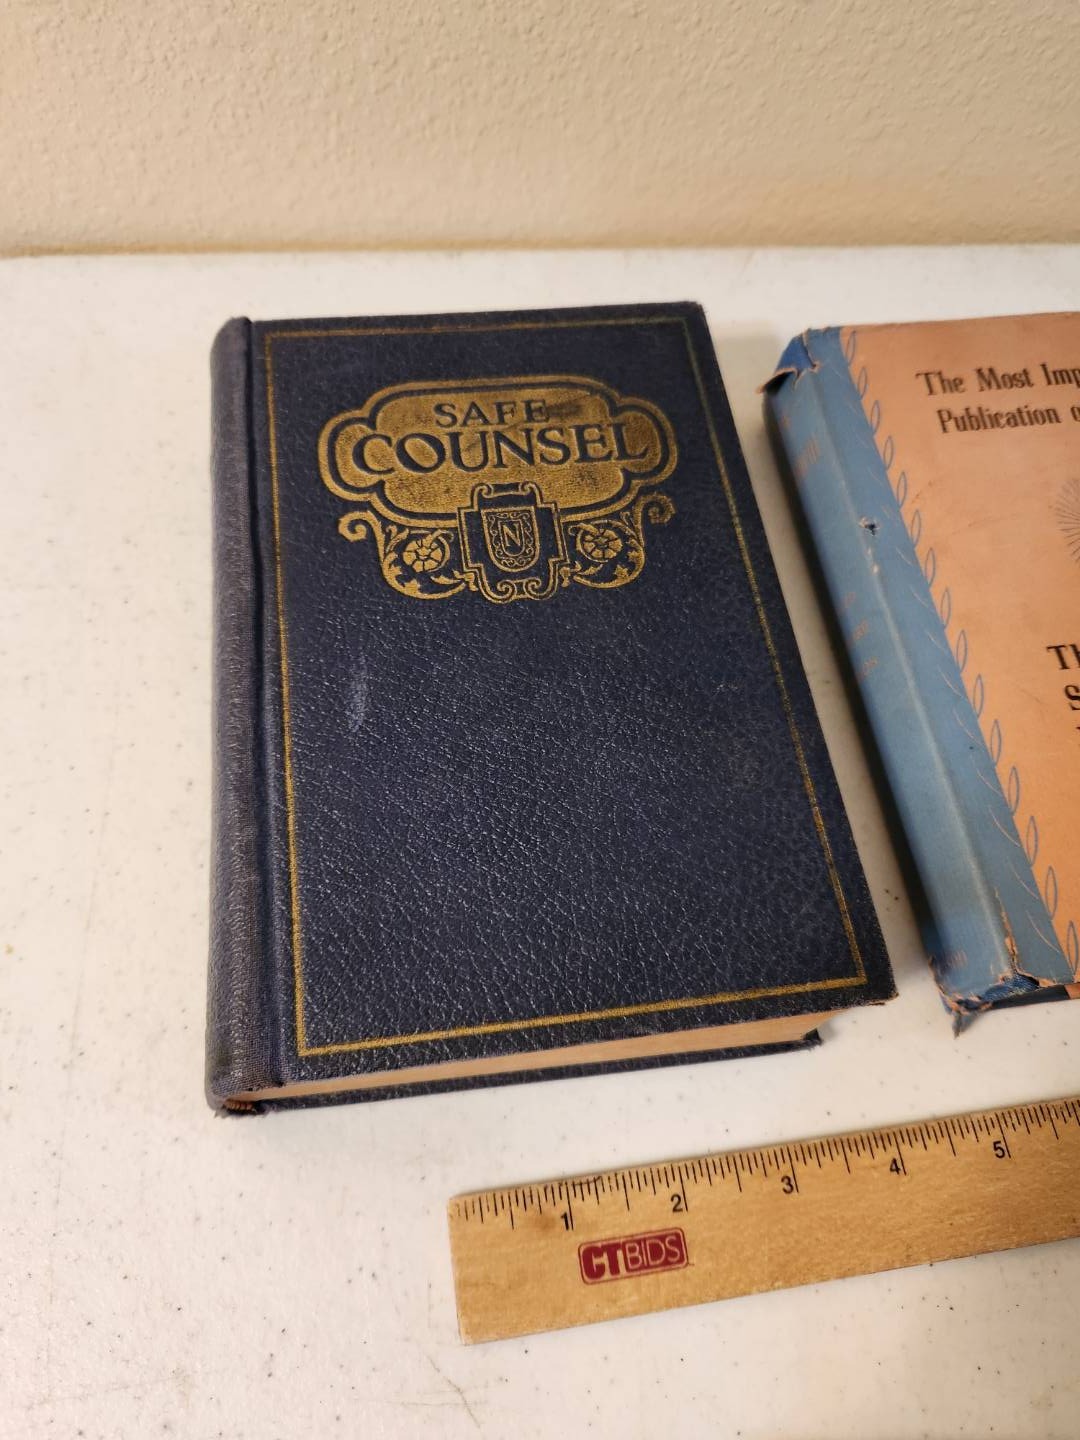 SAFE
COUNSEL
N
The Most Imp
Publication o
Th
S
1 2 3 4 5
CTBIDS